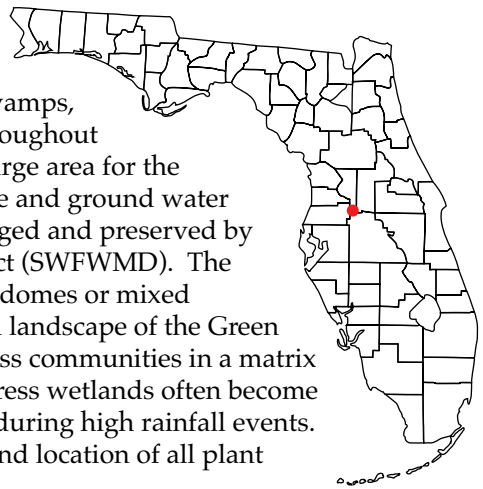 oughout
arge area for the
e and ground water
ged and preserved by
ct (SWFWMD). The
domes or mixed
l landscape of the Green
ss communities in a matrix
ress wetlands often become
during high rainfall events.
nd location of all plant